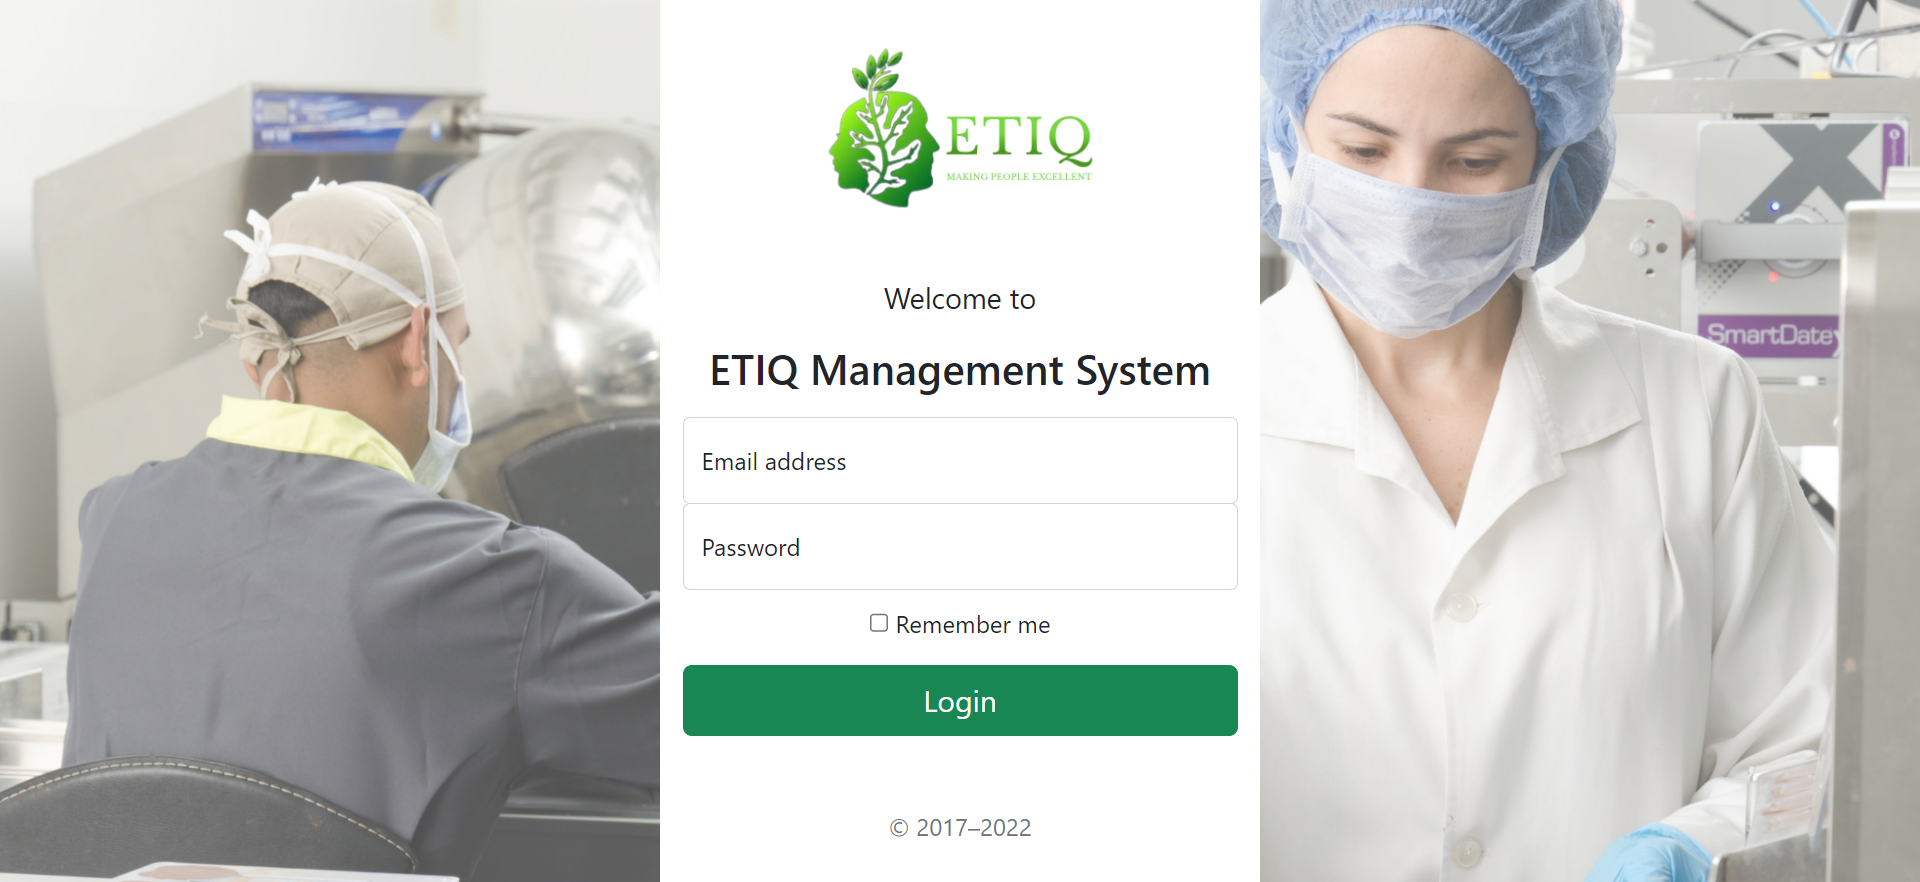 ETIQ
MAKING PEOPLE EXCELLENT
Welcome to
ETIQ Management System
Email address
Password
Remember me
Login
© 2017–2022
SmartDate